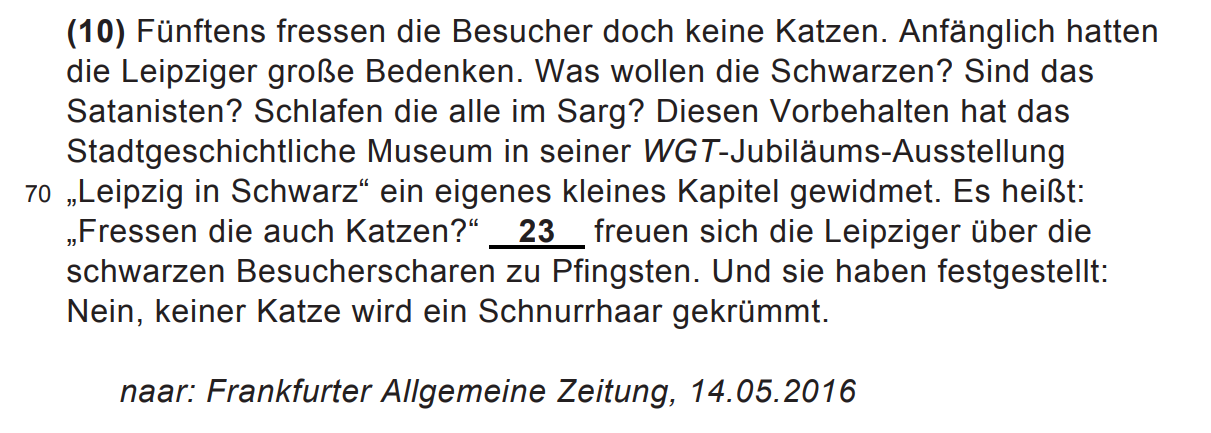 (10) Fünftens fressen die Besucher doch keine Katzen. Anfänglich hatten
die Leipziger große Bedenken. Was wollen die Schwarzen? Sind das
Satanisten? Schlafen die alle im Sarg? Diesen Vorbehalten hat das
Stadtgeschichtliche Museum in seiner WGT-Jubiläums-Ausstellung
70 „Leipzig in Schwarz“ ein eigenes kleines Kapitel gewidmet. Es heißt:
„Fressen die auch Katzen?“ 23 freuen sich die Leipziger über die
schwarzen Besucherscharen zu Pfingsten. Und sie haben festgestellt:
Nein, keiner Katze wird ein Schnurrhaar gekrümmt.
naar: Frankfurter Allgemeine Zeitung, 14.05.2016